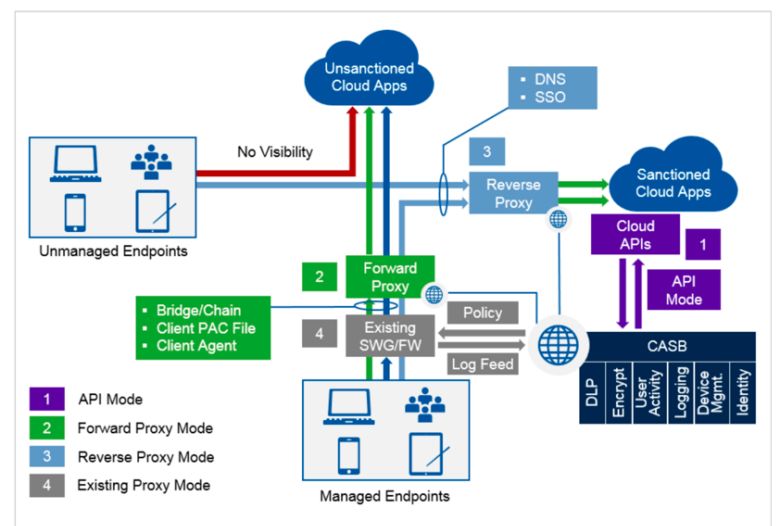 Unsanctioned
Cloud Apps
▪ DNS
▪ SSO
No Visibility
3
Reverse
Proxy
Sanctioned
Cloud Apps
Unmanaged Endpoints
Cloud
APIs
1
2
Forward
Proxy
API
Mode
▪ Bridge/Chain
▪ Client PAC File
▪ Client Agent
4
Existing
SWG/FW
Policy
Log Feed
CASB
DLP
Encrypt
User
Activity
Logging
Device
Mgmt.
Identity
1 API Mode
2 Forward Proxy Mode
3 Reverse Proxy Mode
4 Existing Proxy Mode
Managed Endpoints